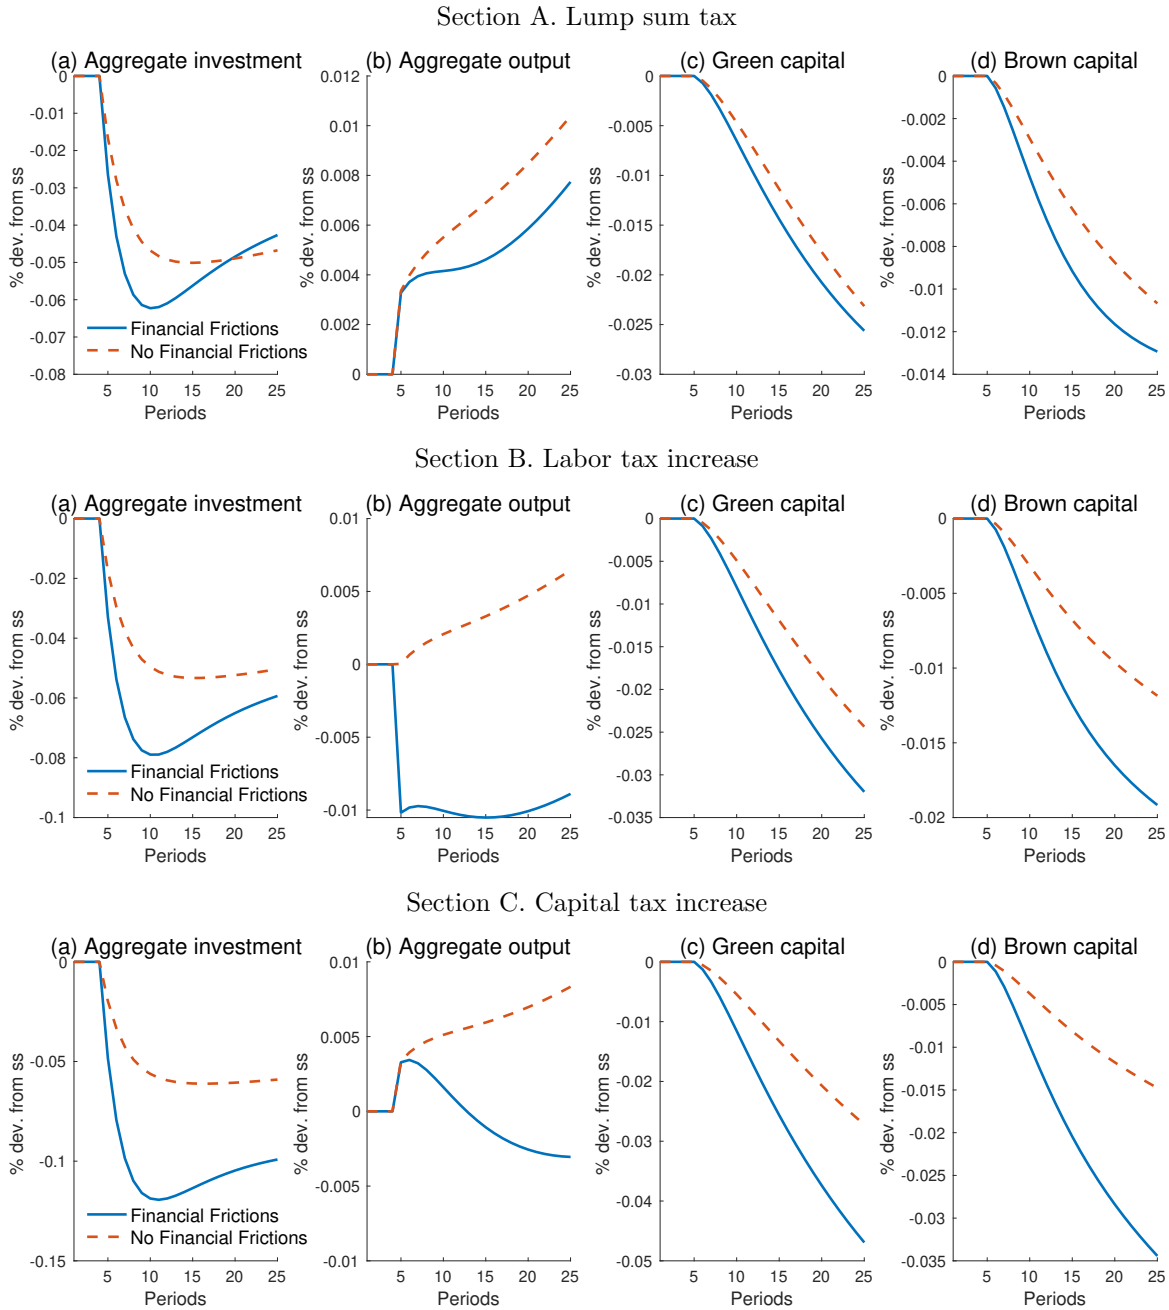 Section A. Lump sum tax
(a) Aggregate investment
(b) Aggregate output
(c) Green capital
(d) Brown capital
% dev. from ss
0
-0.01
-0.02
-0.03
-0.04
-0.05
-0.06
-0.07
-0.08
Financial Frictions
No Financial Frictions
5 10 15 20 25
Periods
% dev. from ss
0.012
0.01
0.008
0.006
0.004
0.002
0
5 10 15 20 25
Periods
% dev. from ss
0
-0.005
-0.01
-0.015
-0.02
-0.025
-0.03
5 10 15 20 25
Periods
% dev. from ss
0
-0.002
-0.004
-0.006
-0.008
-0.01
-0.012
-0.014
5 10 15 20 25
Periods
Section B. Labor tax increase
(a) Aggregate investment
(b) Aggregate output
(c) Green capital
(d) Brown capital
% dev. from ss
0
-0.02
-0.04
-0.06
-0.08
-0.1
Financial Frictions
No Financial Frictions
5 10 15 20 25
Periods
% dev. from ss
0.01
0.005
0
-0.005
-0.01
5 10 15 20 25
Periods
% dev. from ss
0
-0.005
-0.01
-0.015
-0.02
-0.025
-0.03
-0.035
5 10 15 20 25
Periods
% dev. from ss
0
-0.005
-0.01
-0.015
-0.02
5 10 15 20 25
Periods
Section C. Capital tax increase
(a) Aggregate investment
(b) Aggregate output
(c) Green capital
(d) Brown capital
% dev. from ss
0
-0.05
-0.1
-0.15
Financial Frictions
No Financial Frictions
5 10 15 20 25
Periods
% dev. from ss
0.01
0.005
0
-0.005
-0.01
5 10 15 20 25
Periods
% dev. from ss
0
-0.01
-0.02
-0.03
-0.04
-0.05
5 10 15 20 25
Periods
% dev. from ss
0
-0.005
-0.01
-0.015
-0.02
-0.025
-0.03
-0.035
5 10 15 20 25
Periods